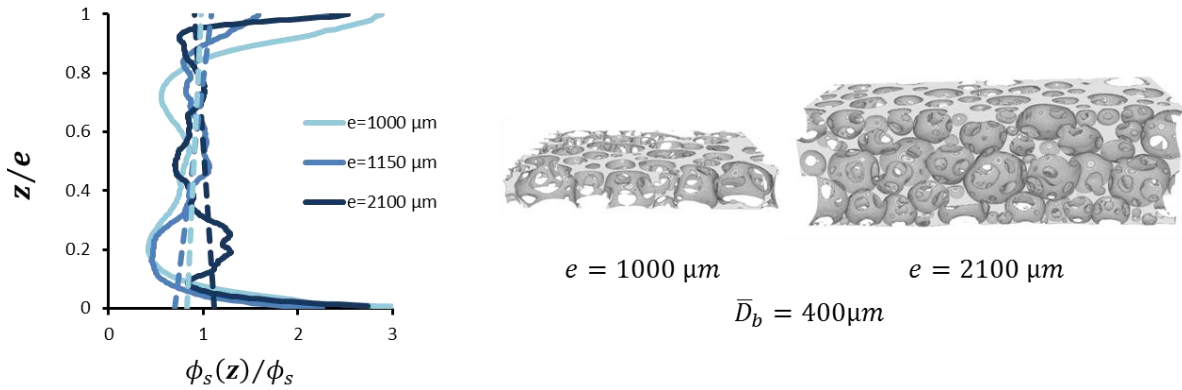 1
0.8
0.6
0.4
0.2
0
z/e
0 1 2 3
ϕₛ(z)/ϕₛ
e=1000 μm
e=1150 μm
e=2100 μm
e = 1000 μm
e = 2100 μm
D̅_b = 400μm